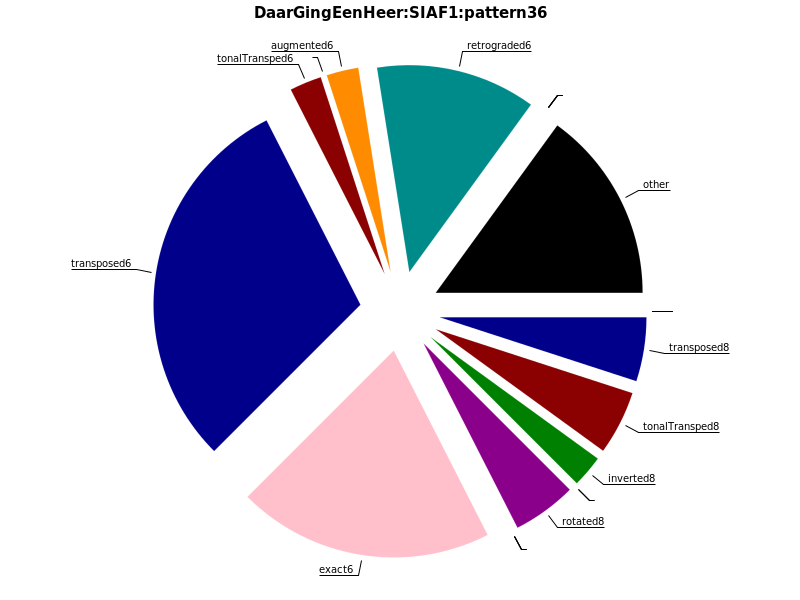 DaarGingEenHeer:SIAF1:pattern36
augmented6
retrograded6
tonalTransped6
other
transposed6
transposed8
tonalTransped8
inverted8
rotated8
exact6